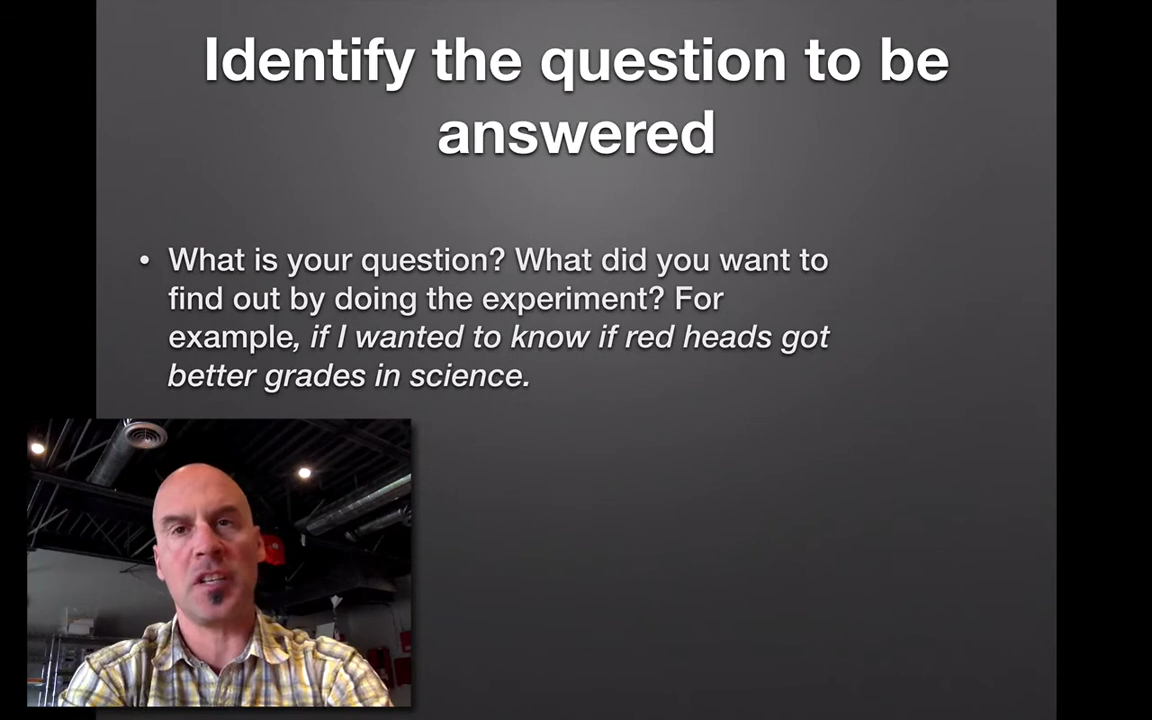 Identify the question to be
answered
• What is your question? What did you want to
find out by doing the experiment? For
example, if I wanted to know if red heads got
better grades in science.